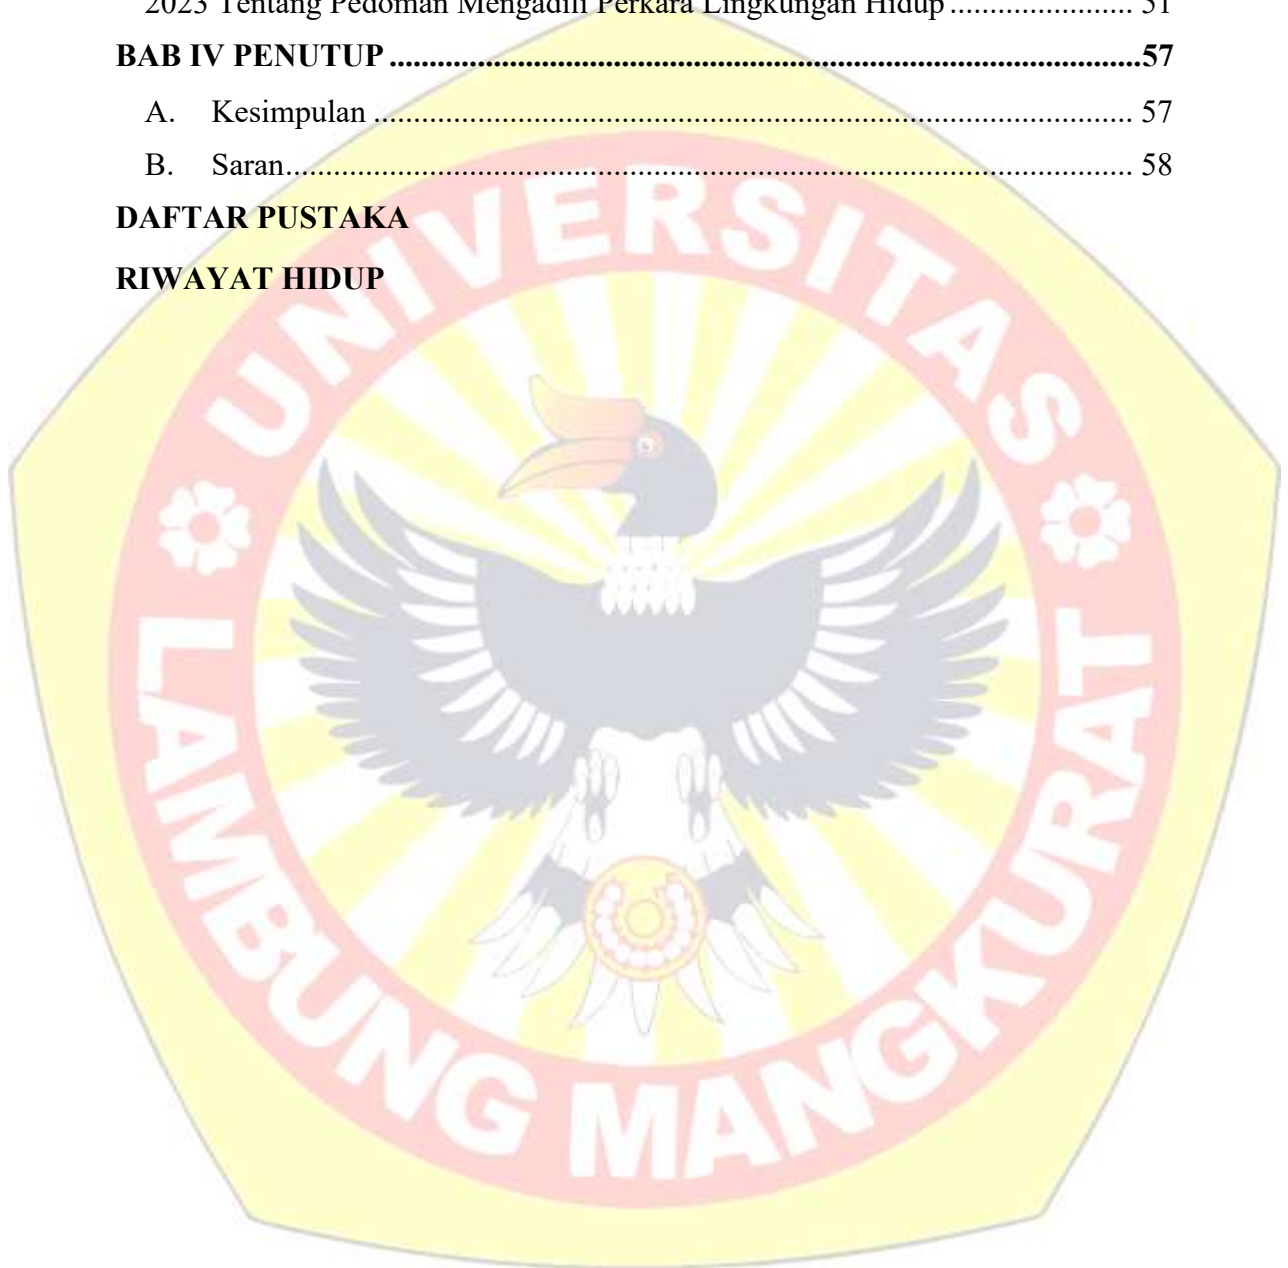 2023 Tentang Pedoman Mengadili Perkara Lingkungan Hidup ....................... 51
BAB IV PENUTUP ......................................................................................57
A. Kesimpulan .............................................................................................. 57
B. Saran......................................................................................................... 58
DAFTAR PUSTAKA
RIWAYAT HIDUP
UNIVERSITAS
LAMBUNG MANGKURAT